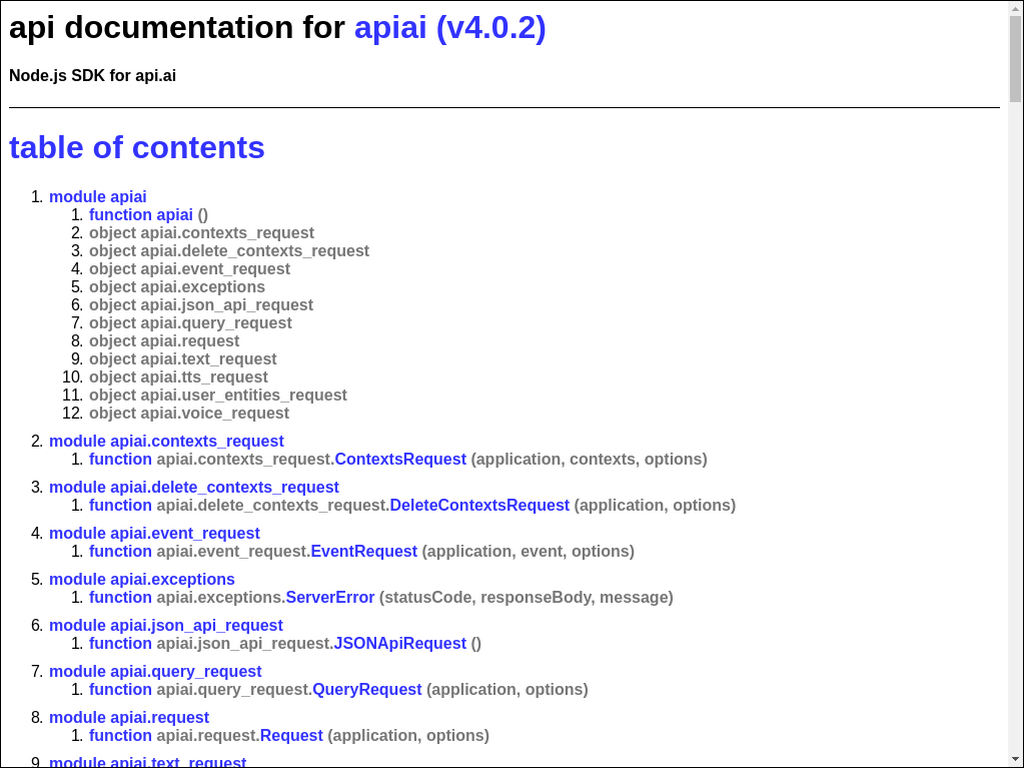 api documentation for apiai (v4.0.2)
Node.js SDK for api.ai
table of contents
1. module apiai
1. function apiai ()
2. object apiai.contexts_request
3. object apiai.delete_contexts_request
4. object apiai.event_request
5. object apiai.exceptions
6. object apiai.json_api_request
7. object apiai.query_request
8. object apiai.request
9. object apiai.text_request
10. object apiai.tts_request
11. object apiai.user_entities_request
12. object apiai.voice_request
2. module apiai.contexts_request
1. function apiai.contexts_request.ContextsRequest (application, contexts, options)
3. module apiai.delete_contexts_request
1. function apiai.delete_contexts_request.DeleteContextsRequest (application, options)
4. module apiai.event_request
1. function apiai.event_request.EventRequest (application, event, options)
5. module apiai.exceptions
1. function apiai.exceptions.ServerError (statusCode, responseBody, message)
6. module apiai.json_api_request
1. function apiai.json_api_request.JSONApiRequest ()
7. module apiai.query_request
1. function apiai.query_request.QueryRequest (application, options)
8. module apiai.request
1. function apiai.request.Request (application, options)
9. module apiai.text_request